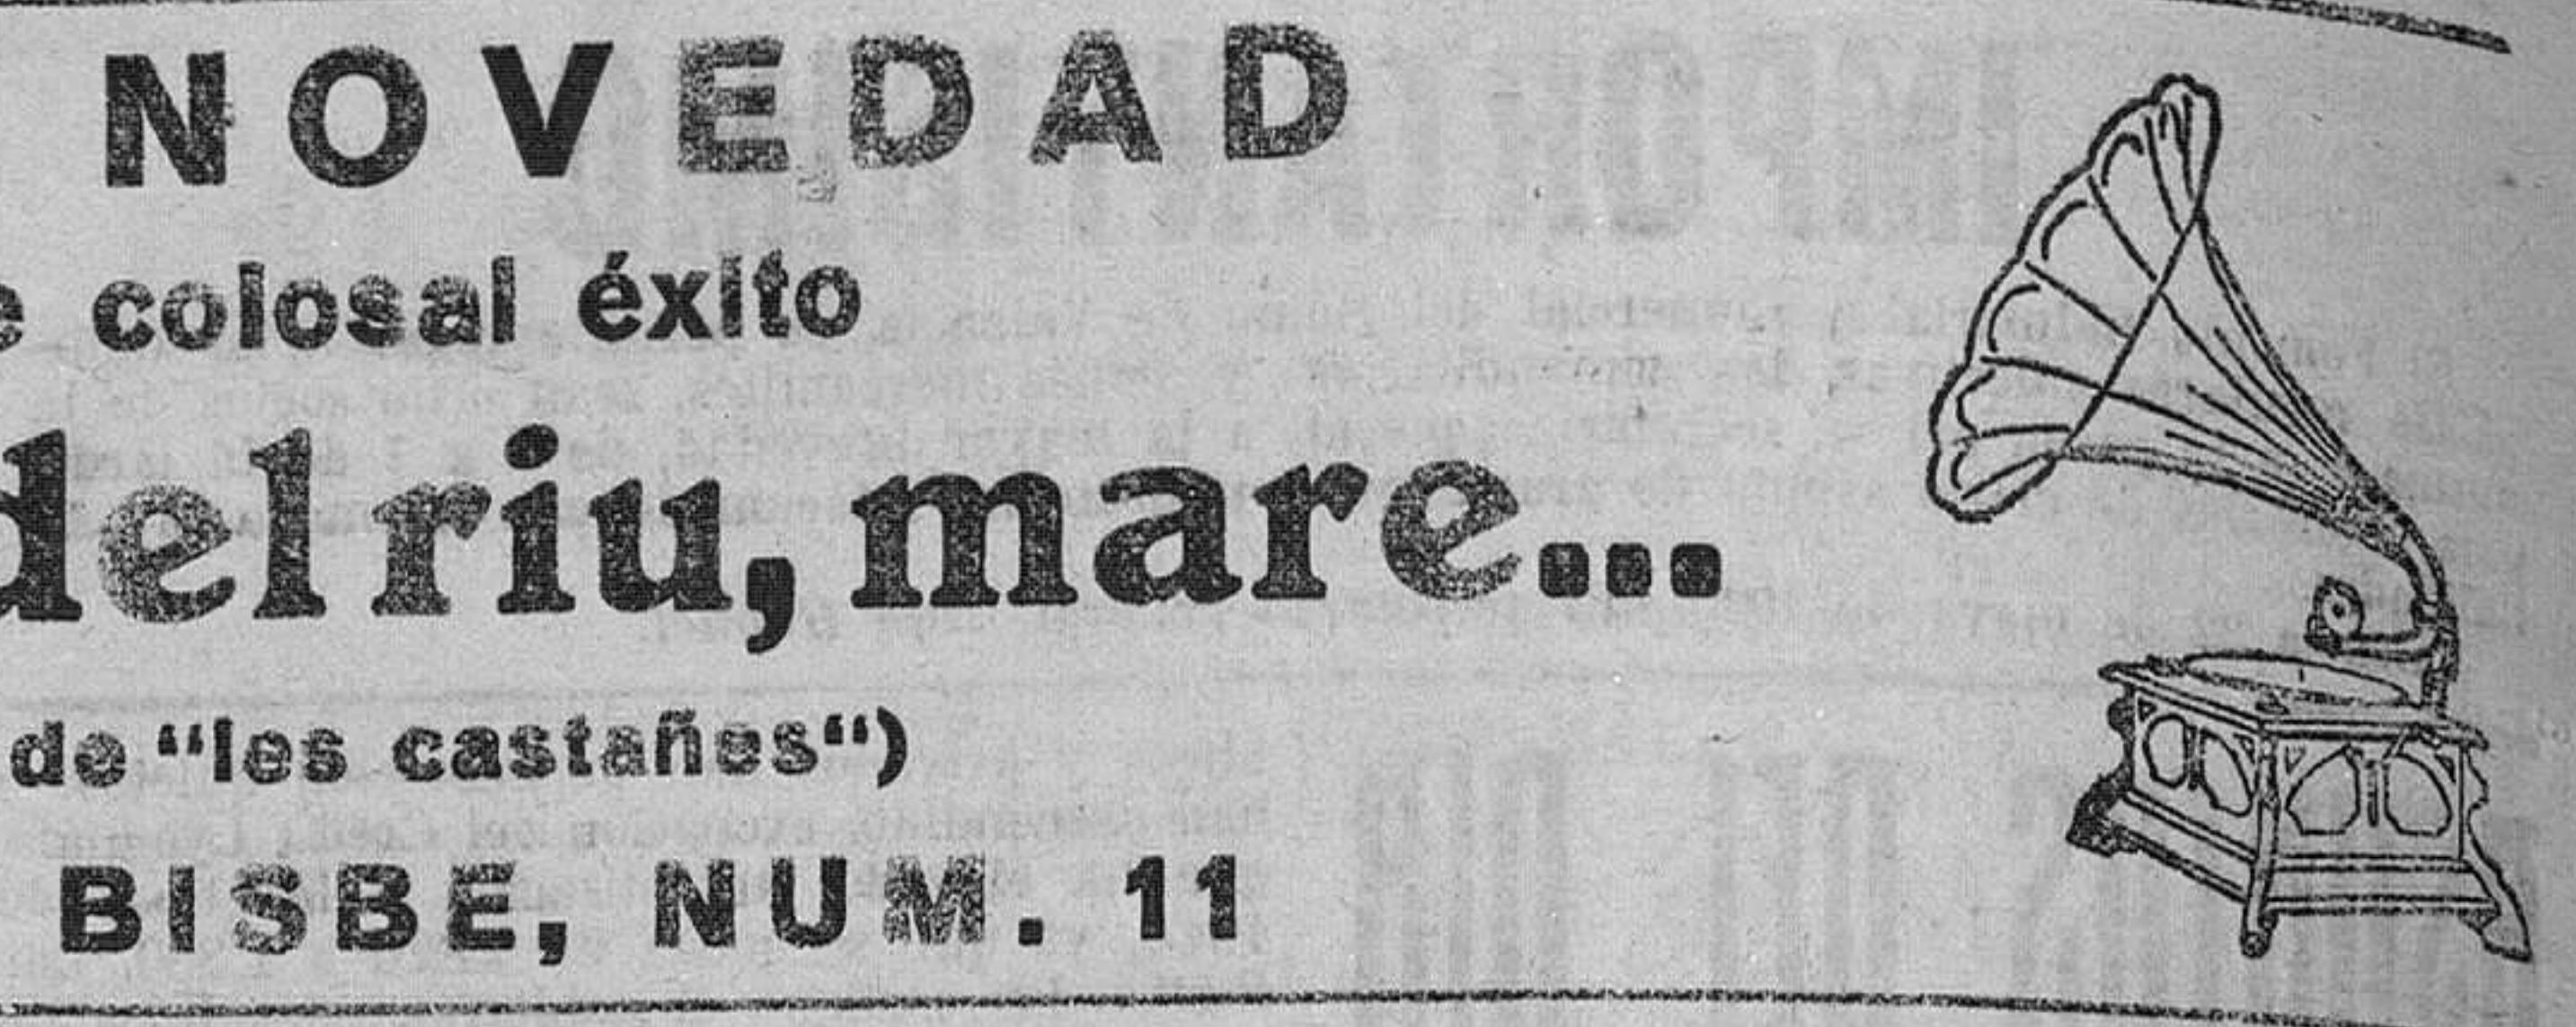 NOVEDAD
e colosal éxito
del riu, mare...
de “les castañes“)
BISBE, NUM. 11